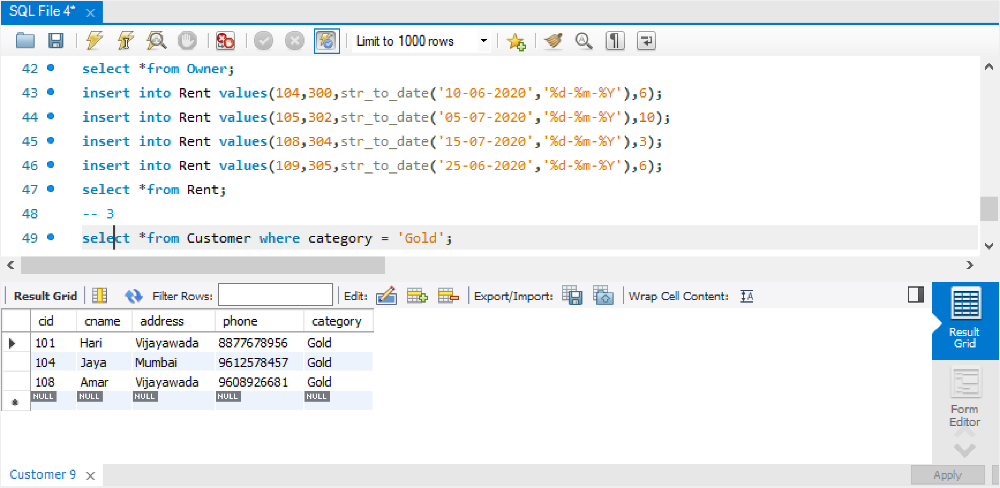 SQL File 4*
Limit to 1000 rows
42 select *from Owner;
43 insert into Rent values(104,300,str_to_date('10-06-2020','%d-%m-%Y'),6);
44 insert into Rent values(105,302,str_to_date('05-07-2020','%d-%m-%Y'),10);
45 insert into Rent values(108,304,str_to_date('15-07-2020','%d-%m-%Y'),3);
46 insert into Rent values(109,305,str_to_date('25-06-2020','%d-%m-%Y'),6);
47 select *from Rent;
48 -- 3
49 select *from Customer where category = 'Gold';
Result Grid Filter Rows: Edit: Export/Import: Wrap Cell Content:
cid cname address phone category
101 Hari Vijayawada 8877678956 Gold
104 Jaya Mumbai 9612578457 Gold
108 Amar Vijayawada 9608926681 Gold
NULL NULL NULL NULL NULL
Result
Grid
Form
Editor
Customer 9
Apply